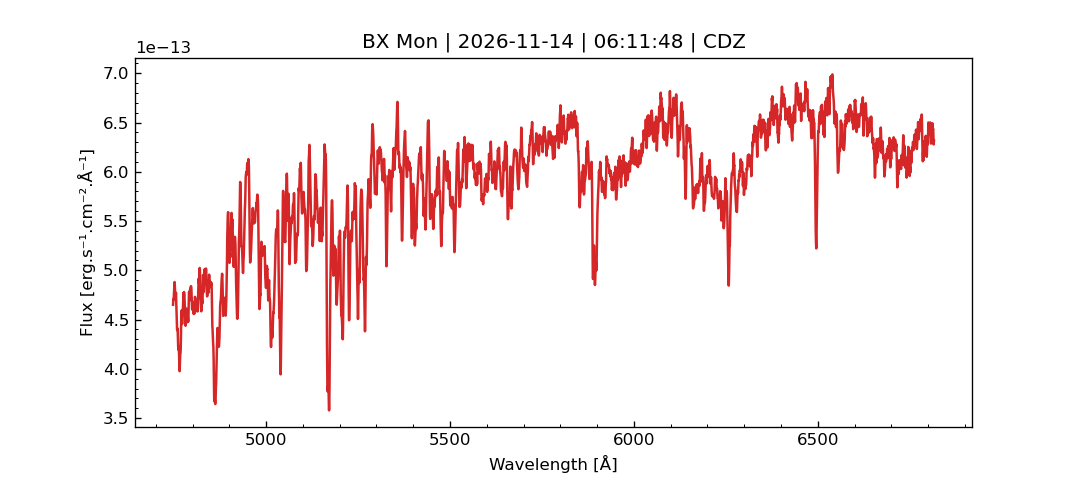 BX Mon | 2026-11-14 | 06:11:48 | CDZ
1e−13
7.0
6.5
6.0
5.5
5.0
4.5
4.0
3.5
Flux [erg.s⁻¹.cm⁻².Å⁻¹]
5000 5500 6000 6500
Wavelength [Å]